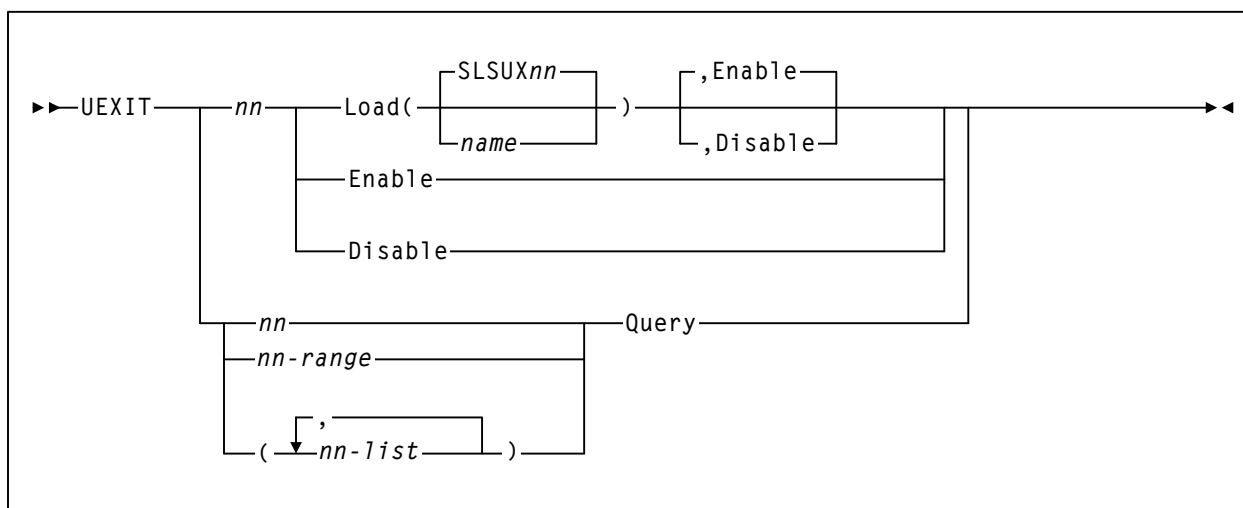 SLSUXnn ,Enable
UEXIT nn Load( )
name ,Disable
Enable
Disable
nn Query
nn-range
,
( nn-list )